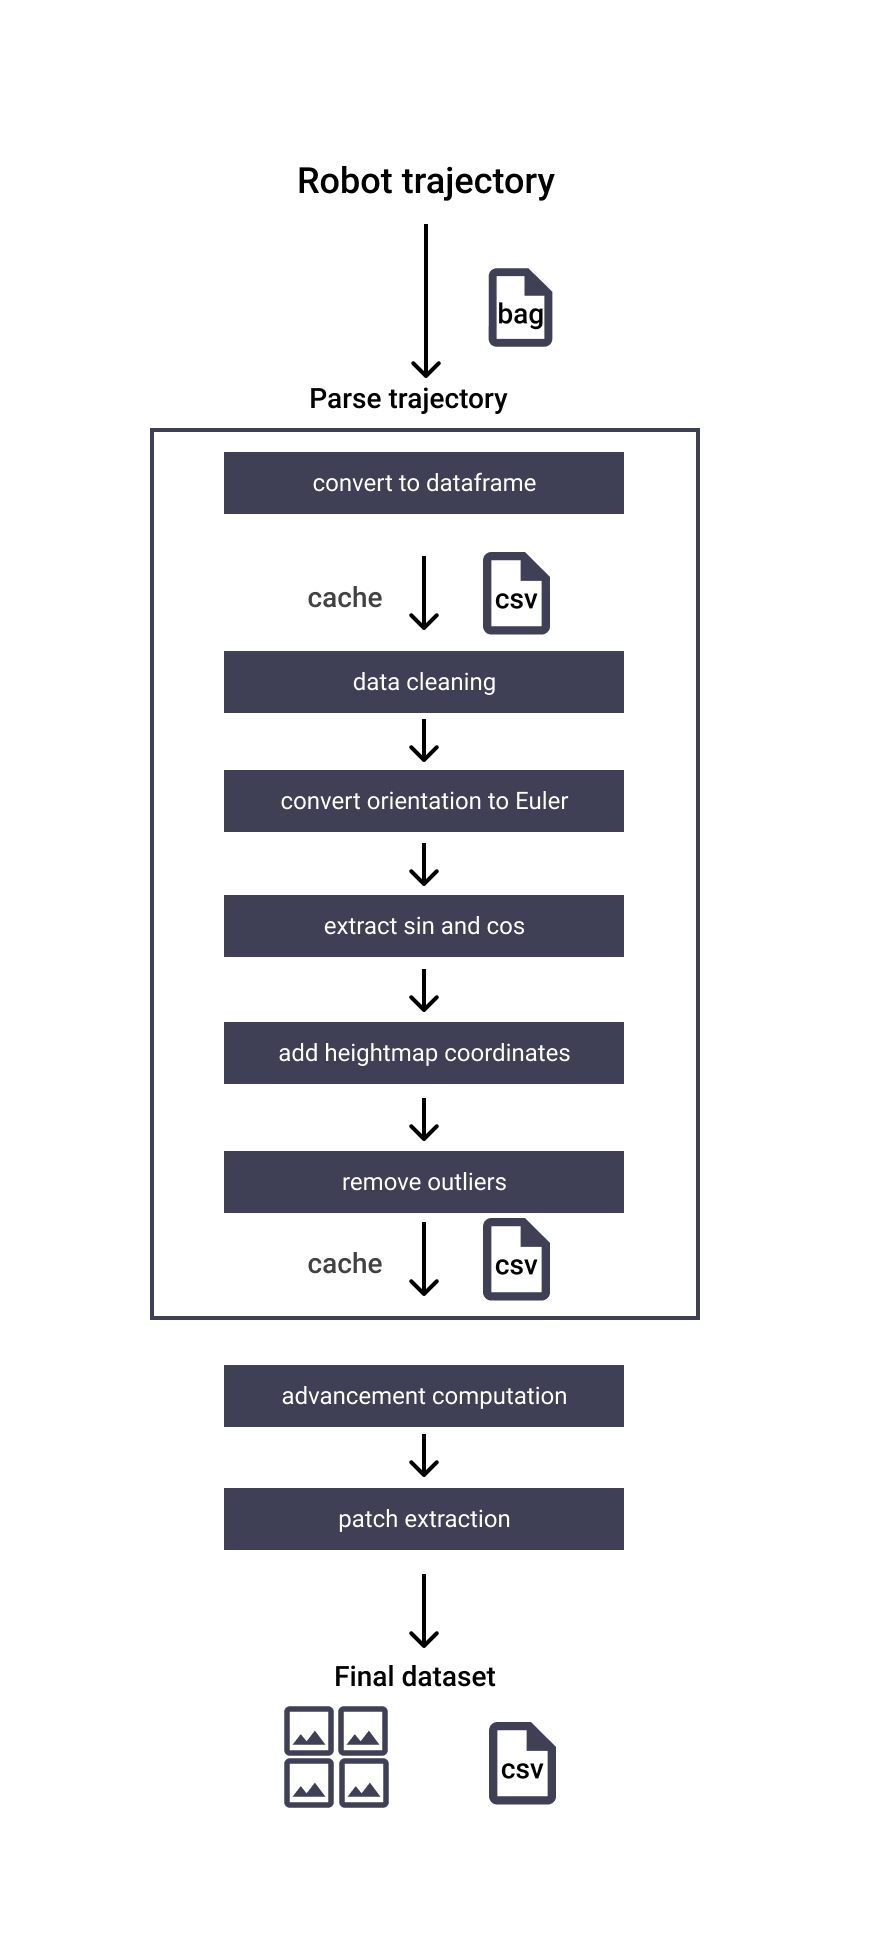 Robot trajectory
bag
Parse trajectory
convert to dataframe
cache
csv
data cleaning
convert orientation to Euler
extract sin and cos
add heightmap coordinates
remove outliers
cache
csv
advancement computation
patch extraction
Final dataset
csv